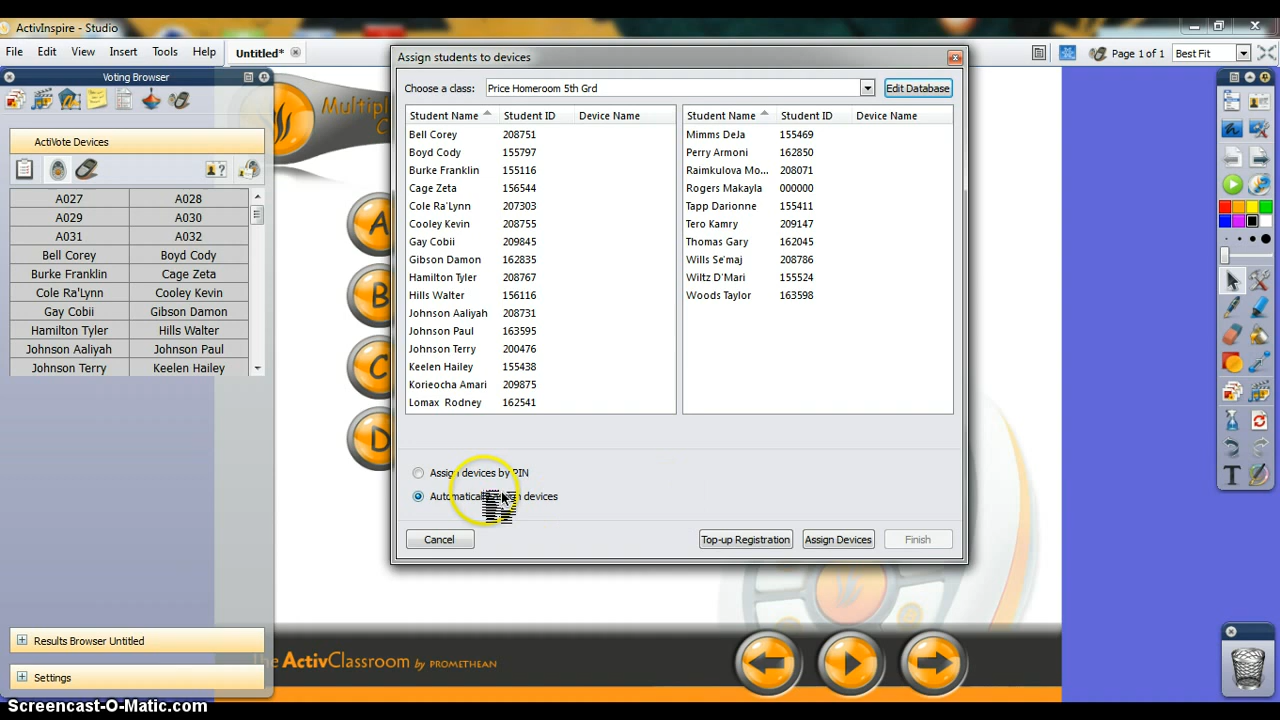 ActivInspire - Studio
File Edit View Insert Tools Help Untitled* Page 1 of 1 Best Fit
Voting Browser
ActiVote Devices
A027 A028
A029 A030
A031 A032
Bell Corey Boyd Cody
Burke Franklin Cage Zeta
Cole Ra'Lynn Cooley Kevin
Gay Cobii Gibson Damon
Hamilton Tyler Hills Walter
Johnson Aaliyah Johnson Paul
Johnson Terry Keelen Hailey
Results Browser Untitled
Settings
Assign students to devices
Choose a class: Price Homeroom 5th Grd Edit Database
Student Name Student ID Device Name
Bell Corey 208751
Boyd Cody 155797
Burke Franklin 155116
Cage Zeta 156544
Cole Ra'Lynn 207303
Cooley Kevin 208755
Gay Cobii 209845
Gibson Damon 162835
Hamilton Tyler 208767
Hills Walter 156116
Johnson Aaliyah 208731
Johnson Paul 163595
Johnson Terry 200476
Keelen Hailey 155438
Korieocha Amari 209875
Lomax Rodney 162541
Student Name Student ID Device Name
Mimms DeJa 155469
Perry Armoni 162850
Raimkulova Mo... 208071
Rogers Makayla 000000
Tapp Darionne 155411
Tero Kamry 209147
Thomas Gary 162045
Wills Se'maj 208786
Wiltz D'Mari 155524
Woods Taylor 163598
Assign devices by PIN
devices
Cancel Top-up Registration Assign Devices Finish
A
B
C
D
The ActivClassroom by PROMETHEAN
Screencast-O-Matic.com